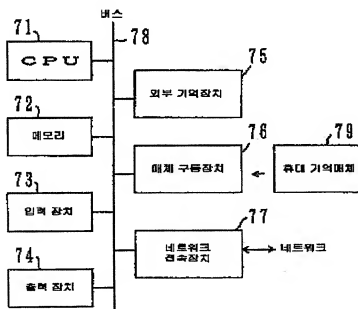 버스
71
78
CPU
75
외부 기억장치
72
메모리
76
79
매체 구동장치
휴대 기억매체
73
입력 장치
77
네트워크
접속장치
네트워크
74
출력 장치